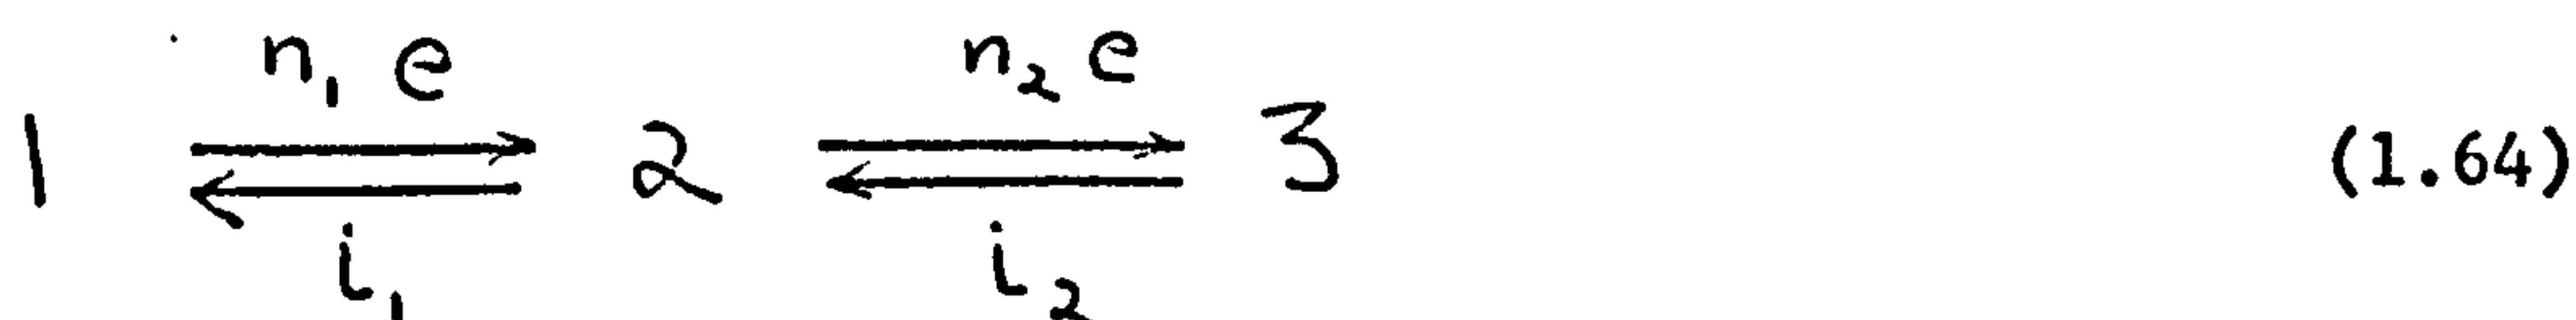 n₁ e n₂ e
1 ⇌ 2 ⇌ 3 (1.64)
i₁ i₂